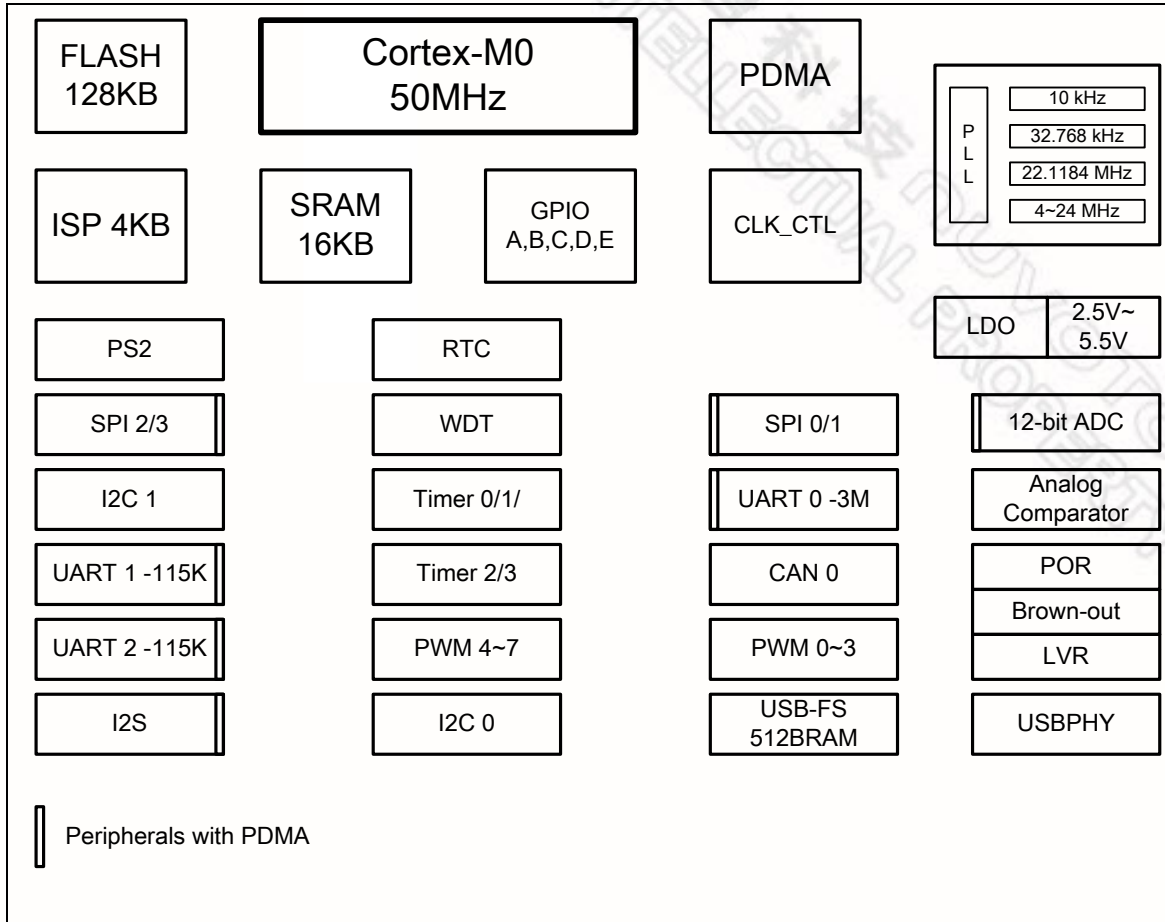 FLASH
128KB
Cortex-M0
50MHz
PDMA
P
L
L
10 kHz
32.768 kHz
22.1184 MHz
4~24 MHz
ISP 4KB
SRAM
16KB
GPIO
A,B,C,D,E
CLK_CTL
LDO
2.5V~
5.5V
PS2
RTC
SPI 2/3
WDT
SPI 0/1
12-bit ADC
I2C 1
Timer 0/1/
UART 0 -3M
Analog
Comparator
UART 1 -115K
Timer 2/3
CAN 0
POR
Brown-out
UART 2 -115K
PWM 4~7
PWM 0~3
LVR
I2S
I2C 0
USB-FS
512BRAM
USBPHY
Peripherals with PDMA